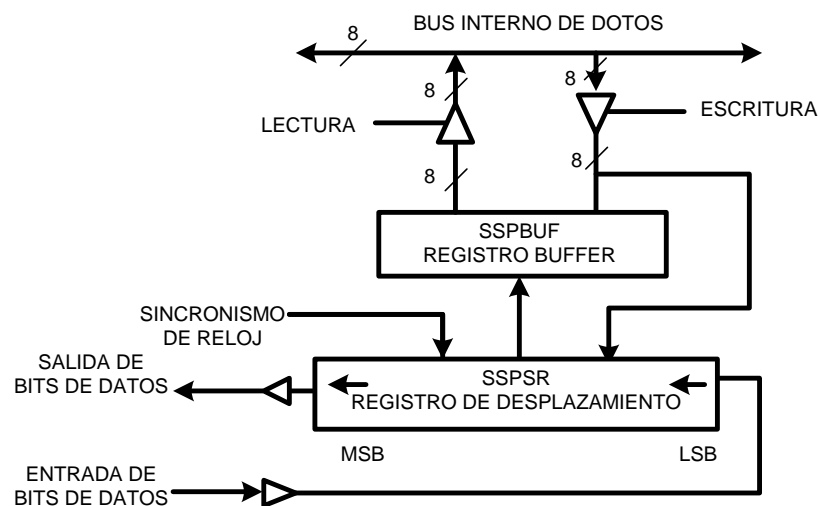 BUS INTERNO DE DOTOS
8
8
8
LECTURA
ESCRITURA
8
8
SSPBUF
REGISTRO BUFFER
SINCRONISMO
DE RELOJ
SALIDA DE
BITS DE DATOS
SSPSR
REGISTRO DE DESPLAZAMIENTO
MSB
LSB
ENTRADA DE
BITS DE DATOS